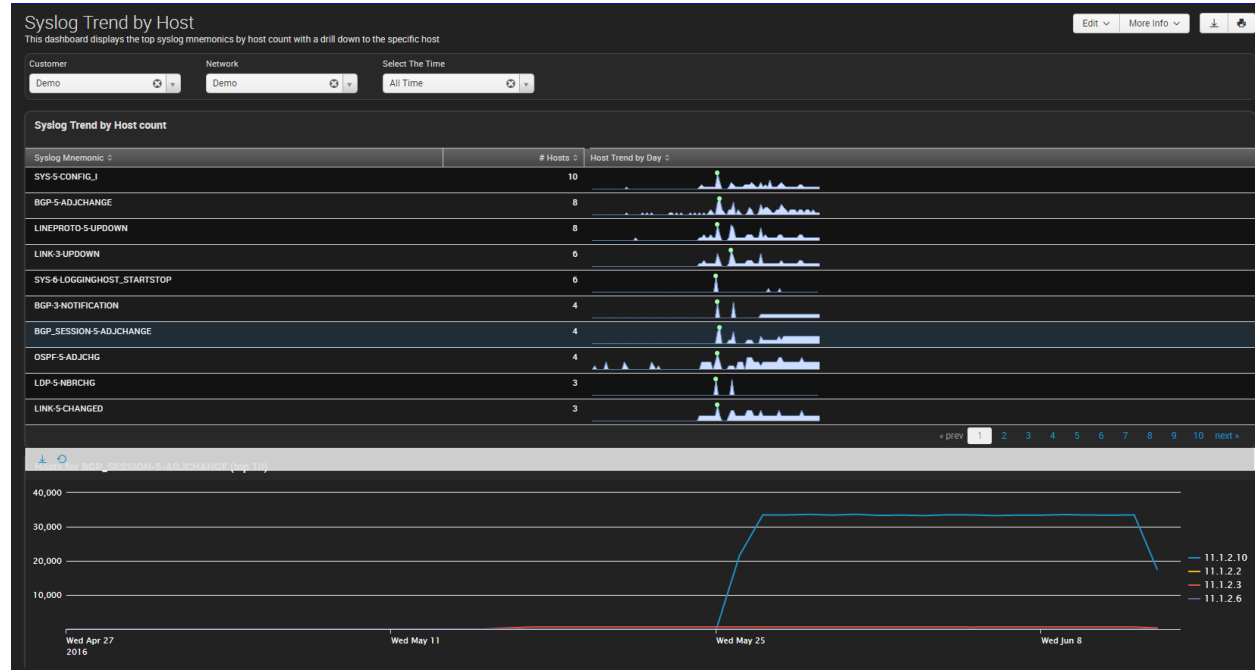 Syslog Trend by Host
This dashboard displays the top syslog mnemonics by host count with a drill down to the specific host
Edit More Info
Customer Network Select The Time
Demo Demo All Time
Syslog Trend by Host count
Syslog Mnemonic # Hosts Host Trend by Day
SYS-5-CONFIG_I 10
BGP-5-ADJCHANGE 8
LINEPROTO-5-UPDOWN 8
LINK-3-UPDOWN 6
SYS-6-LOGGINGHOST_STARTSTOP 6
BGP-3-NOTIFICATION 4
BGP_SESSION-5-ADJCHANGE 4
OSPF-5-ADJCHG 4
LDP-5-NBRCHG 3
LINK-5-CHANGED 3
« prev 1 2 3 4 5 6 7 8 9 10 next »
Hosts for BGP_SESSION-5-ADJCHANGE (top 10)
40,000
30,000
20,000
10,000
11.1.2.10
11.1.2.2
11.1.2.3
11.1.2.6
Wed Apr 27 Wed May 11 Wed May 25 Wed Jun 8
2016